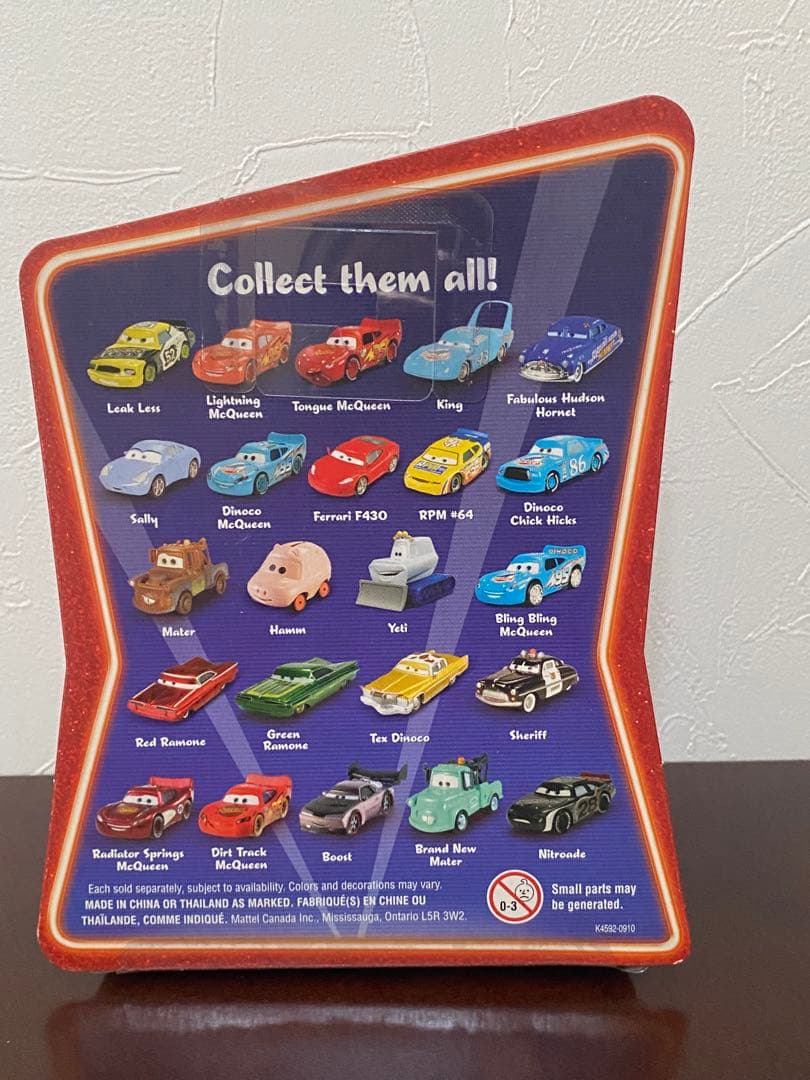 Collect them all!
52
43
Leak Less
Lightning
McQueen
Tongue McQueen
King
Fabulous Hudson
Hornet
86
Sally
Dinoco
McQueen
Ferrari F430
RPM #64
Dinoco
Chick Hicks
DINOCO
Mater
Hamm
Yeti
Bling Bling
McQueen
Red Ramone
Green
Ramone
Tex Dinoco
Sheriff
Radiator Springs
McQueen
Dirt Track
McQueen
Boost
Brand New
Mater
Nitroade
Each sold separately, subject to availability. Colors and decorations may vary.
MADE IN CHINA OR THAILAND AS MARKED. FABRIQUÉ(S) EN CHINE OU
THAÏLANDE, COMME INDIQUÉ. Mattel Canada Inc., Mississauga, Ontario L5R 3W2.
0-3
Small parts may
be generated.
K4592-0910